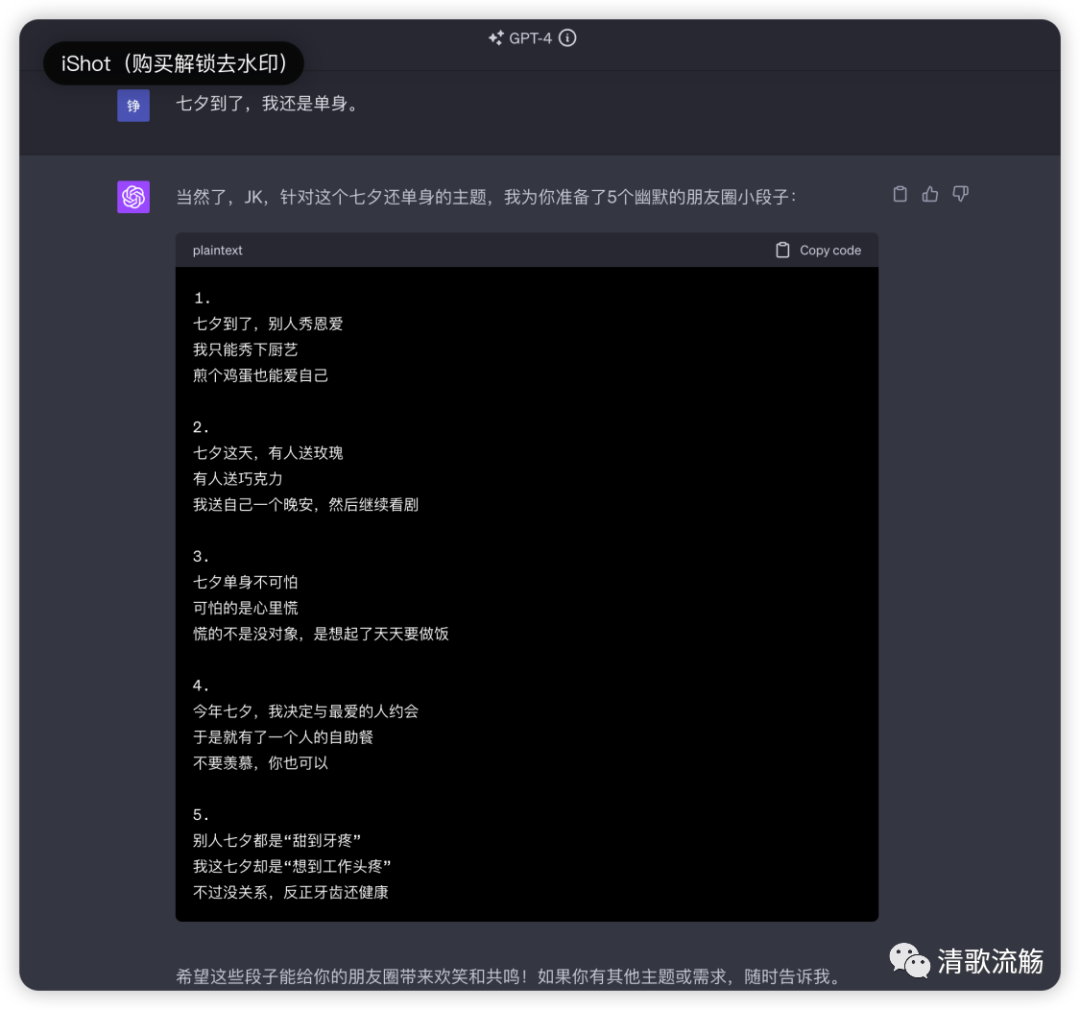 GPT-4
iShot（购买解锁去水印）
铮
七夕到了，我还是单身。
当然了，JK，针对这个七夕还单身的主题，我为你准备了5个幽默的朋友圈小段子：
plaintext
Copy code
1.
七夕到了，别人秀恩爱
我只能秀下厨艺
煎个鸡蛋也能爱自己
2.
七夕这天，有人送玫瑰
有人送巧克力
我送自己一个晚安，然后继续看剧
3.
七夕单身不可怕
可怕的是心里慌
慌的不是没对象，是想起了天天要做饭
4.
今年七夕，我决定与最爱的人约会
于是就有了一个人的自助餐
不要羡慕，你也可以
5.
别人七夕都是“甜到牙疼”
我这七夕却是“想到工作头疼”
不过没关系，反正牙齿还健康
希望这些段子能给你的朋友圈带来欢笑和共鸣！如果你有其他主题或需求，随时告诉我。
清歌流觞